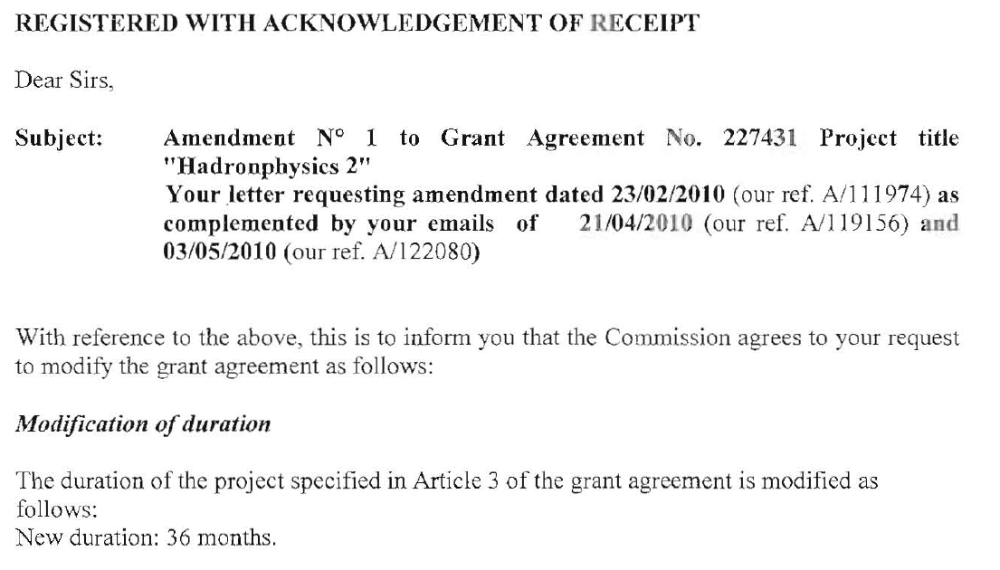 REGISTERED WITH ACKNOWLEDGEMENT OF RECEIPT
Dear Sirs,
Subject: Amendment N° 1 to Grant Agreement No. 227431 Project title
"Hadronphysics 2"
Your letter requesting amendment dated 23/02/2010 (our ref. A/111974) as
complemented by your emails of 21/04/2010 (our ref. A/119156) and
03/05/2010 (our ref. A/122080)
With reference to the above, this is to inform you that the Commission agrees to your request
to modify the grant agreement as follows:
Modification of duration
The duration of the project specified in Article 3 of the grant agreement is modified as
follows:
New duration: 36 months.